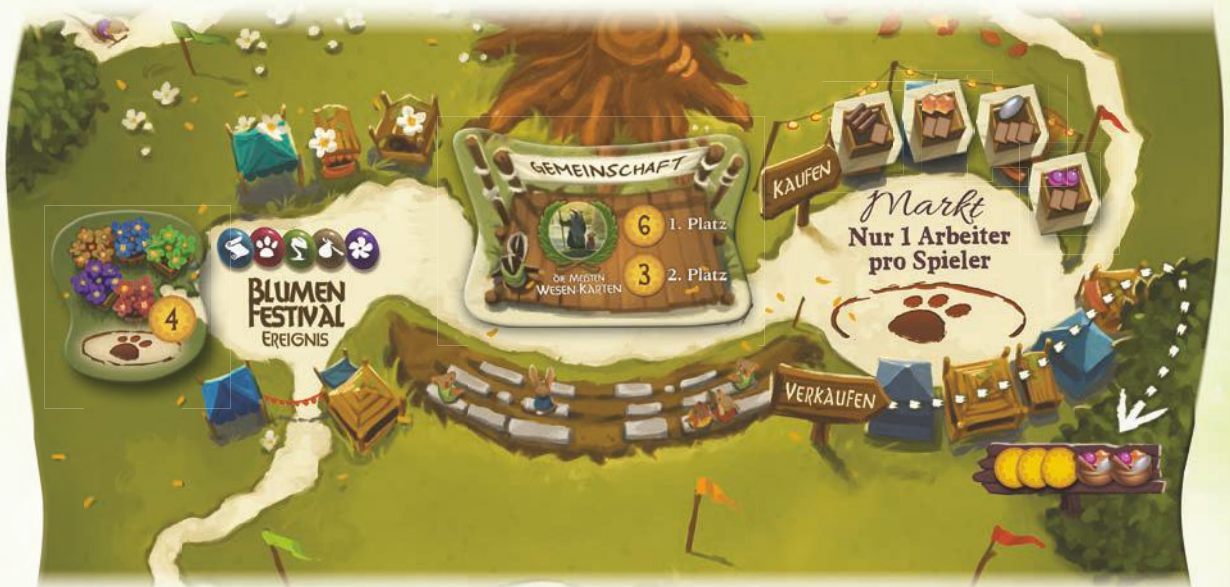 GEMEINSCHAFT
6 1. Platz
DIE MEISTEN
WESEN-KARTEN
3 2. Platz
KAUFEN
Markt
Nur 1 Arbeiter
pro Spieler
4
BLUMEN
FESTIVAL
EREIGNIS
VERKAUFEN